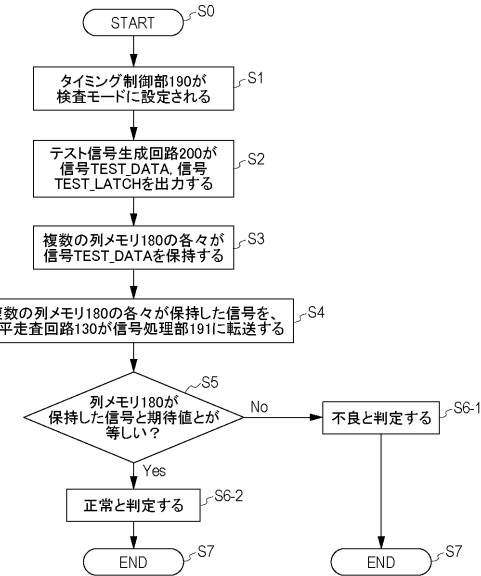 START
S0
タイミング制御部190が
検査モードに設定される
S1
テスト信号生成回路200が
信号TEST_DATA, 信号
TEST_LATCHを出力する
S2
複数の列メモリ180の各々が
信号TEST_DATAを保持する
S3
数の列メモリ180の各々が保持した信号を、
平走査回路130が信号処理部191に転送する
S4
列メモリ180が
保持した信号と期待値とが
等しい？
S5
No
不良と判定する
S6-1
Yes
正常と判定する
S6-2
END
S7
END
S7